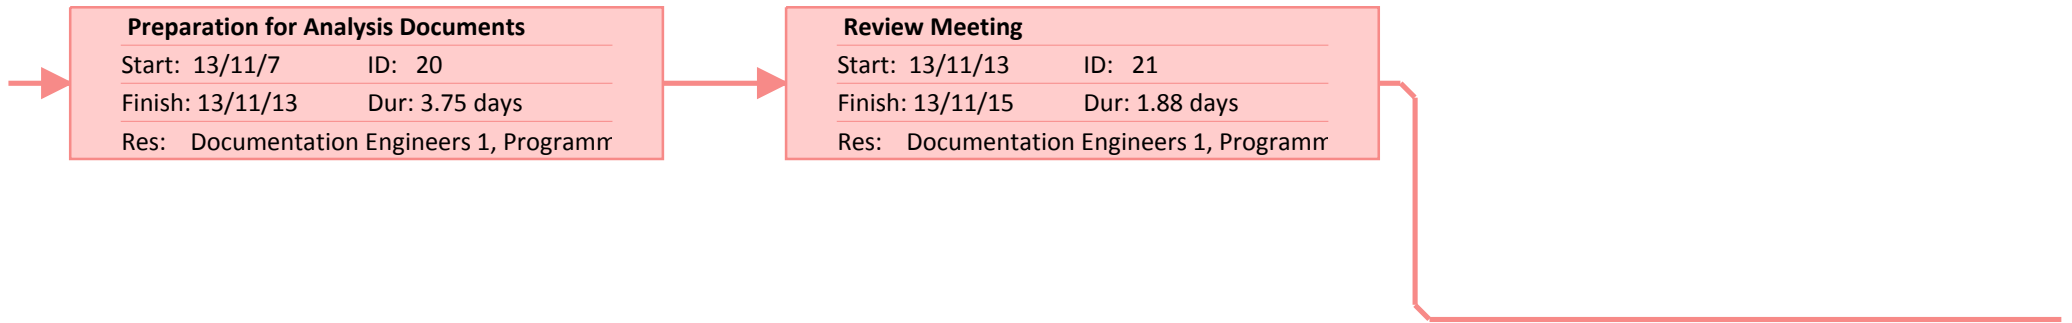 Preparation for Analysis Documents
Start: 13/11/7 ID: 20
Finish: 13/11/13 Dur: 3.75 days
Res: Documentation Engineers 1, Programm
Review Meeting
Start: 13/11/13 ID: 21
Finish: 13/11/15 Dur: 1.88 days
Res: Documentation Engineers 1, Programm